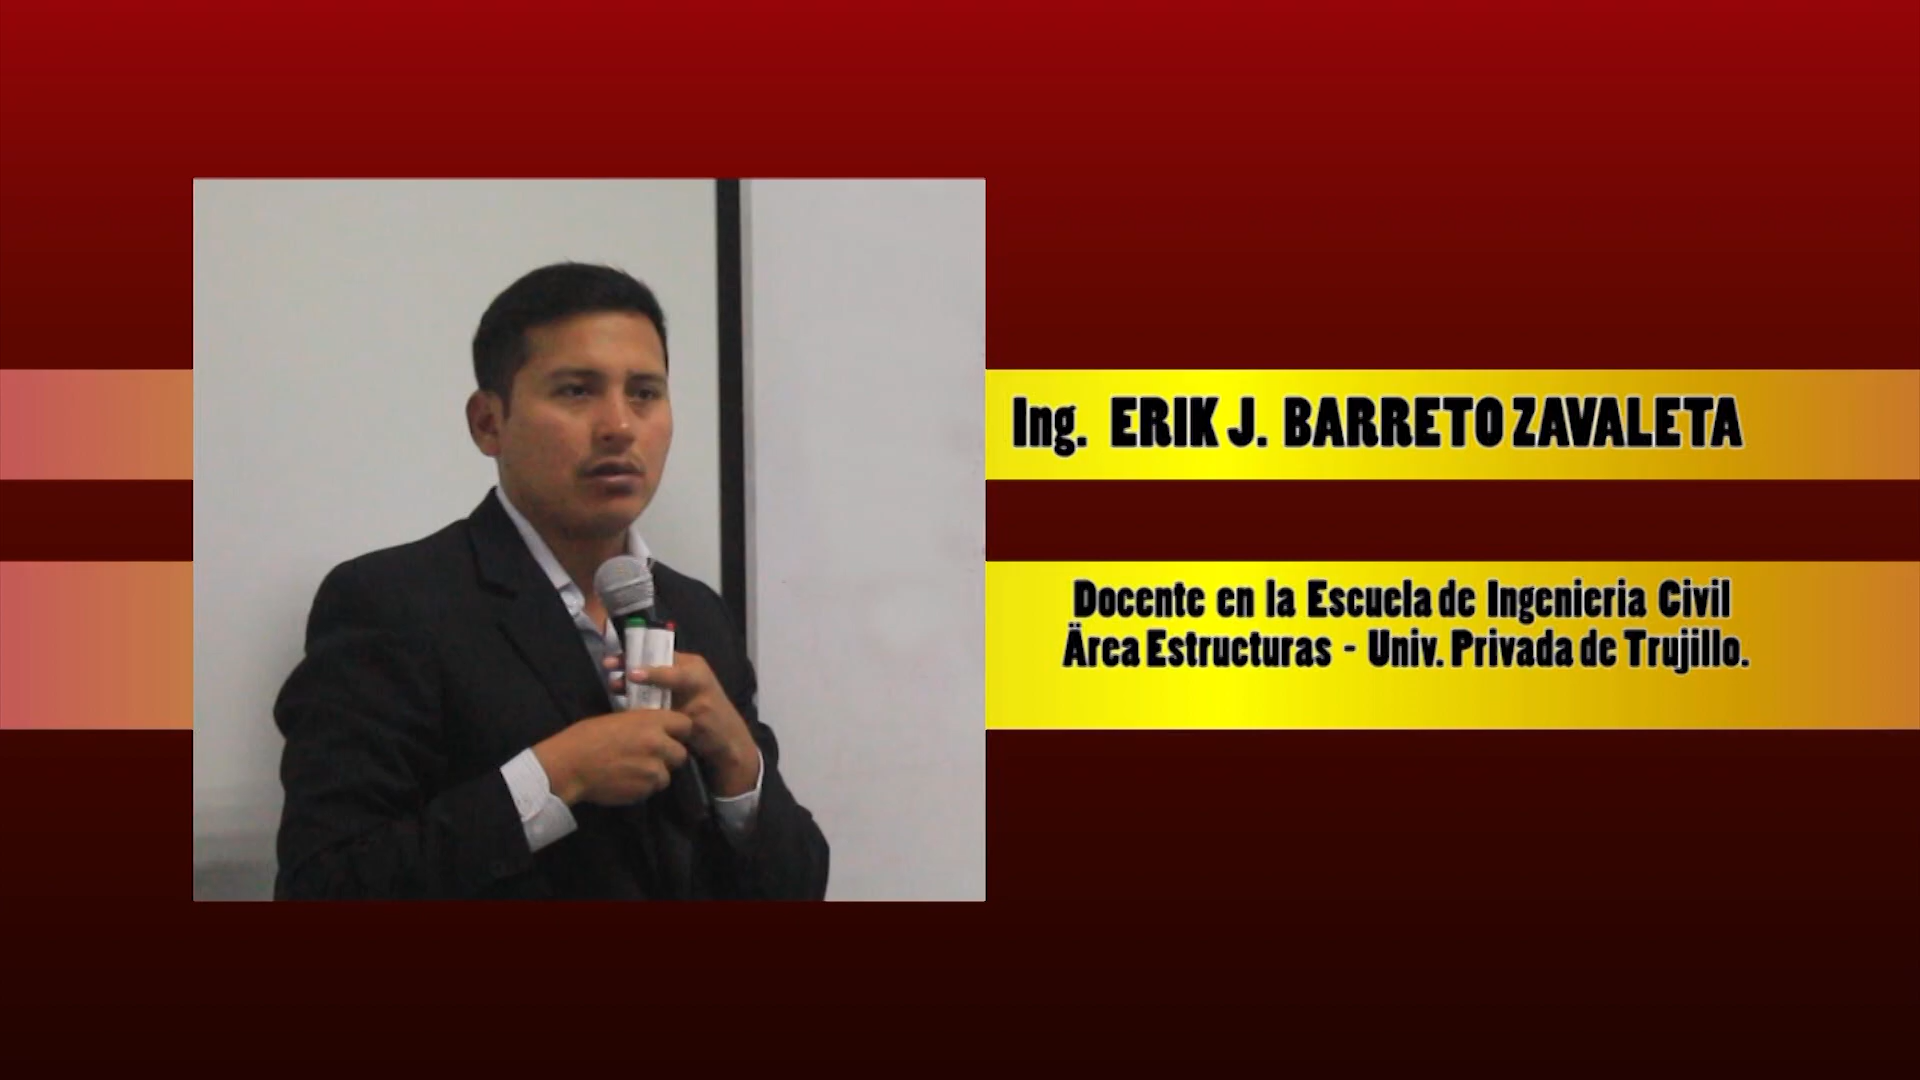 Ing. ERIK J. BARRETO ZAVALETA
Docente en la Escuela de Ingenieria Civil
Ärea Estructuras - Univ. Privada de Trujillo.